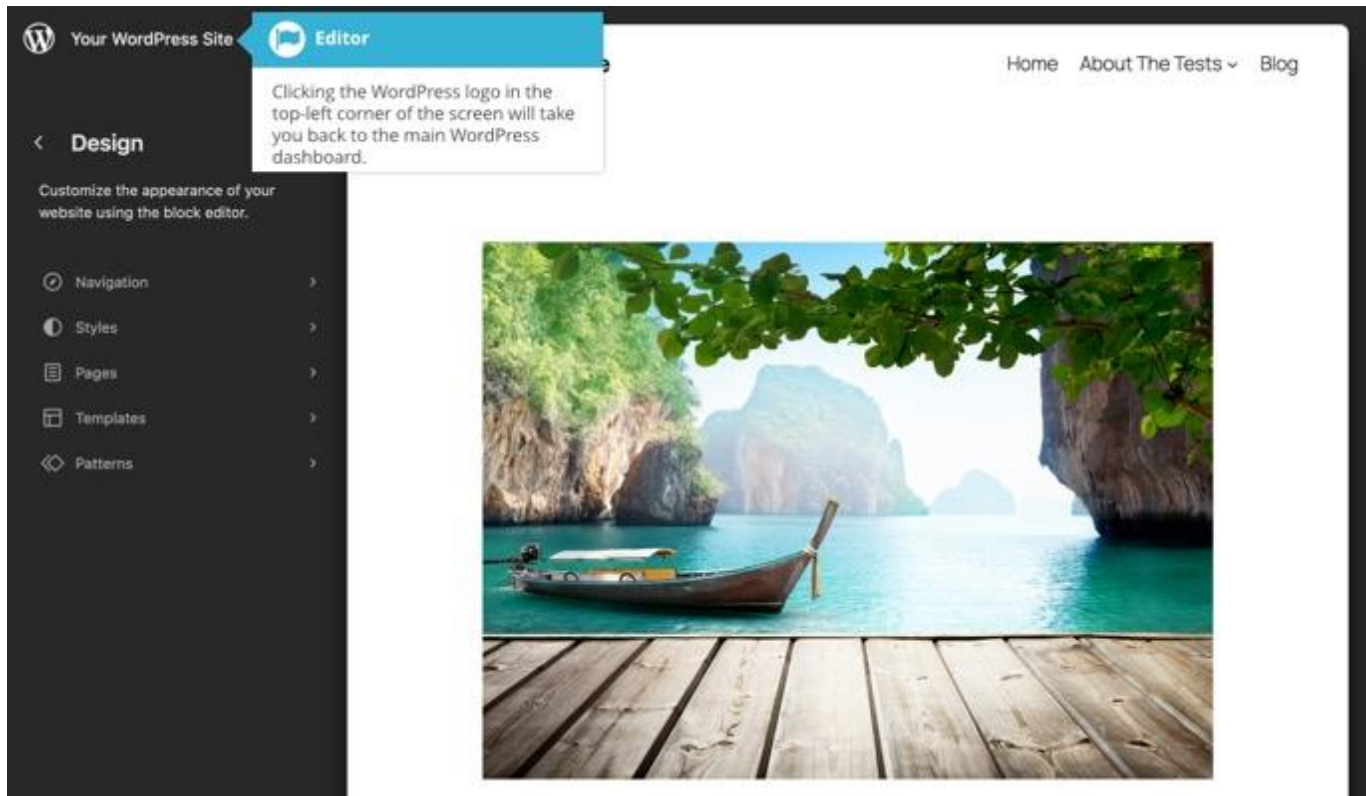 Your WordPress Site
Editor
Clicking the WordPress logo in the
top-left corner of the screen will take
you back to the main WordPress
dashboard.
Home About The Tests Blog
Design
Customize the appearance of your
website using the block editor.
Navigation
Styles
Pages
Templates
Patterns